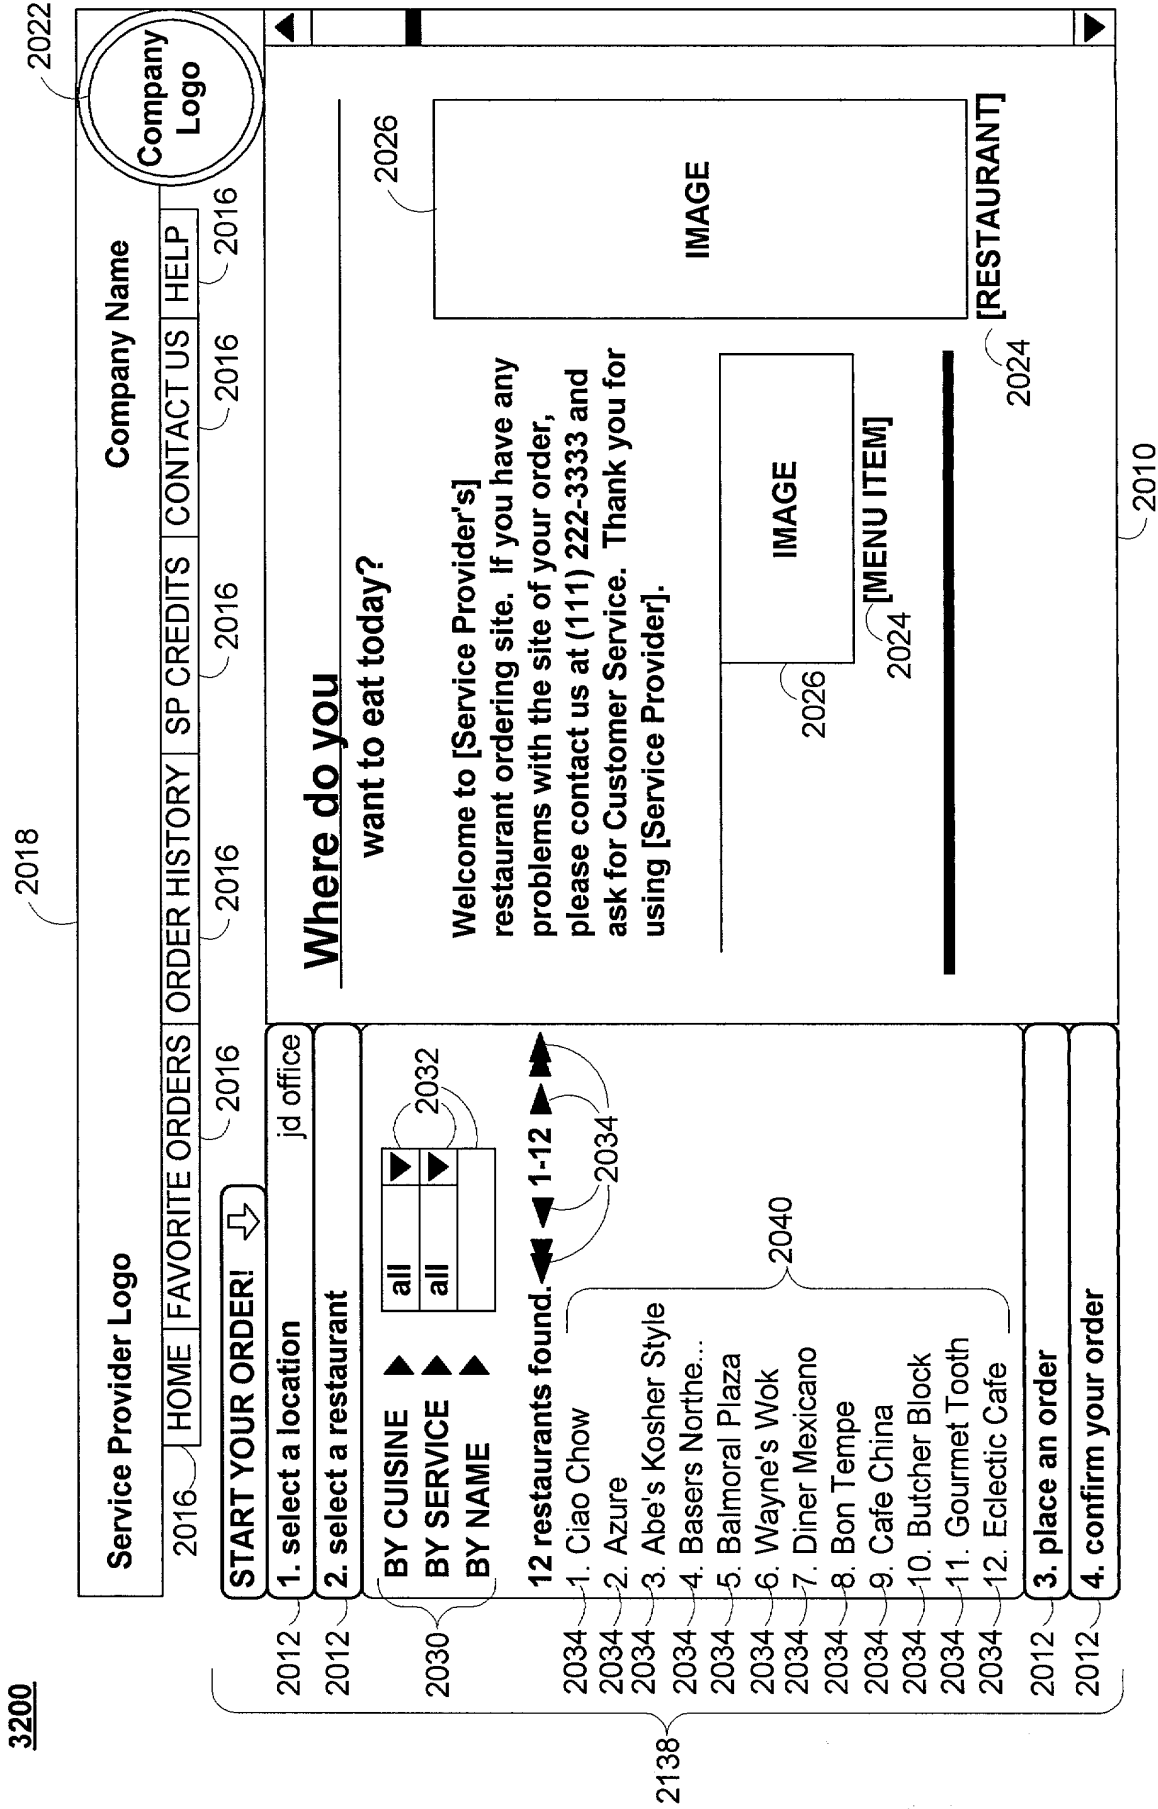 3200
2018
2022
Service Provider Logo
Company Name
Company
Logo
HOME
FAVORITE ORDERS
ORDER HISTORY
SP CREDITS
CONTACT US
HELP
2016
2016
2016
2016
2016
2016
START YOUR ORDER!
2012
1. select a location
jd office
2012
2. select a restaurant
2030
BY CUISINE
all
BY SERVICE
all
BY NAME
2032
12 restaurants found.
1-12
2034
2034
1. Ciao Chow
2034
2. Azure
2034
3. Abe's Kosher Style
2034
4. Basers Northe...
2034
5. Balmoral Plaza
2034
6. Wayne's Wok
2034
7. Diner Mexicano
2034
8. Bon Tempe
2034
9. Cafe China
2034
10. Butcher Block
2034
11. Gourmet Tooth
2034
12. Eclectic Cafe
2040
2012
3. place an order
2012
4. confirm your order
2138
Where do you
want to eat today?
Welcome to [Service Provider's]
restaurant ordering site. If you have any
problems with the site of your order,
please contact us at (111) 222-3333 and
ask for Customer Service. Thank you for
using [Service Provider].
2026
IMAGE
[RESTAURANT]
2024
IMAGE
2026
[MENU ITEM]
2024
2010